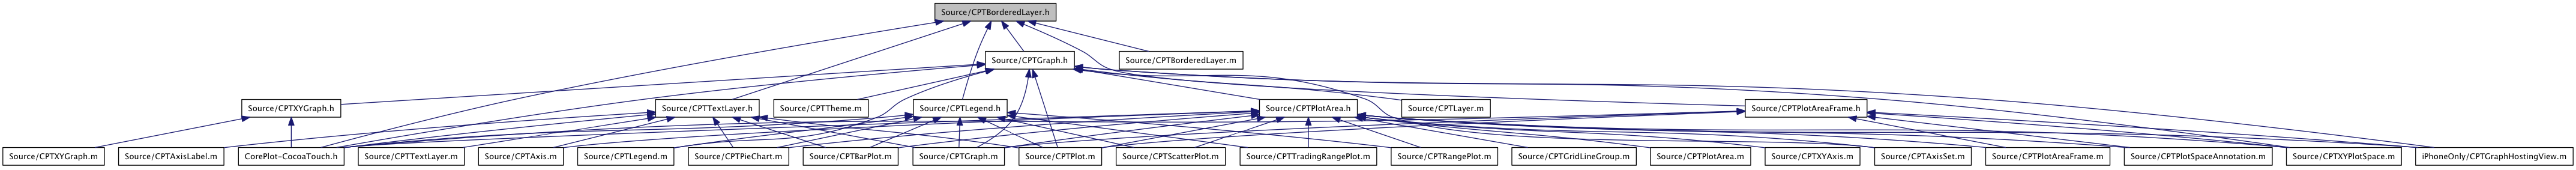 Source/CPTBorderedLayer.h
Source/CPTGraph.h
Source/CPTBorderedLayer.m
Source/CPTXYGraph.h
Source/CPTTextLayer.h
Source/CPTTheme.m
Source/CPTLegend.h
Source/CPTPlotArea.h
Source/CPTLayer.m
Source/CPTPlotAreaFrame.h
Source/CPTXYGraph.m
Source/CPTAxisLabel.m
CorePlot-CocoaTouch.h
Source/CPTTextLayer.m
Source/CPTAxis.m
Source/CPTLegend.m
Source/CPTPieChart.m
Source/CPTBarPlot.m
Source/CPTGraph.m
Source/CPTPlot.m
Source/CPTScatterPlot.m
Source/CPTTradingRangePlot.m
Source/CPTRangePlot.m
Source/CPTGridLineGroup.m
Source/CPTPlotArea.m
Source/CPTXYAxis.m
Source/CPTAxisSet.m
Source/CPTPlotAreaFrame.m
Source/CPTPlotSpaceAnnotation.m
Source/CPTXYPlotSpace.m
iPhoneOnly/CPTGraphHostingView.m